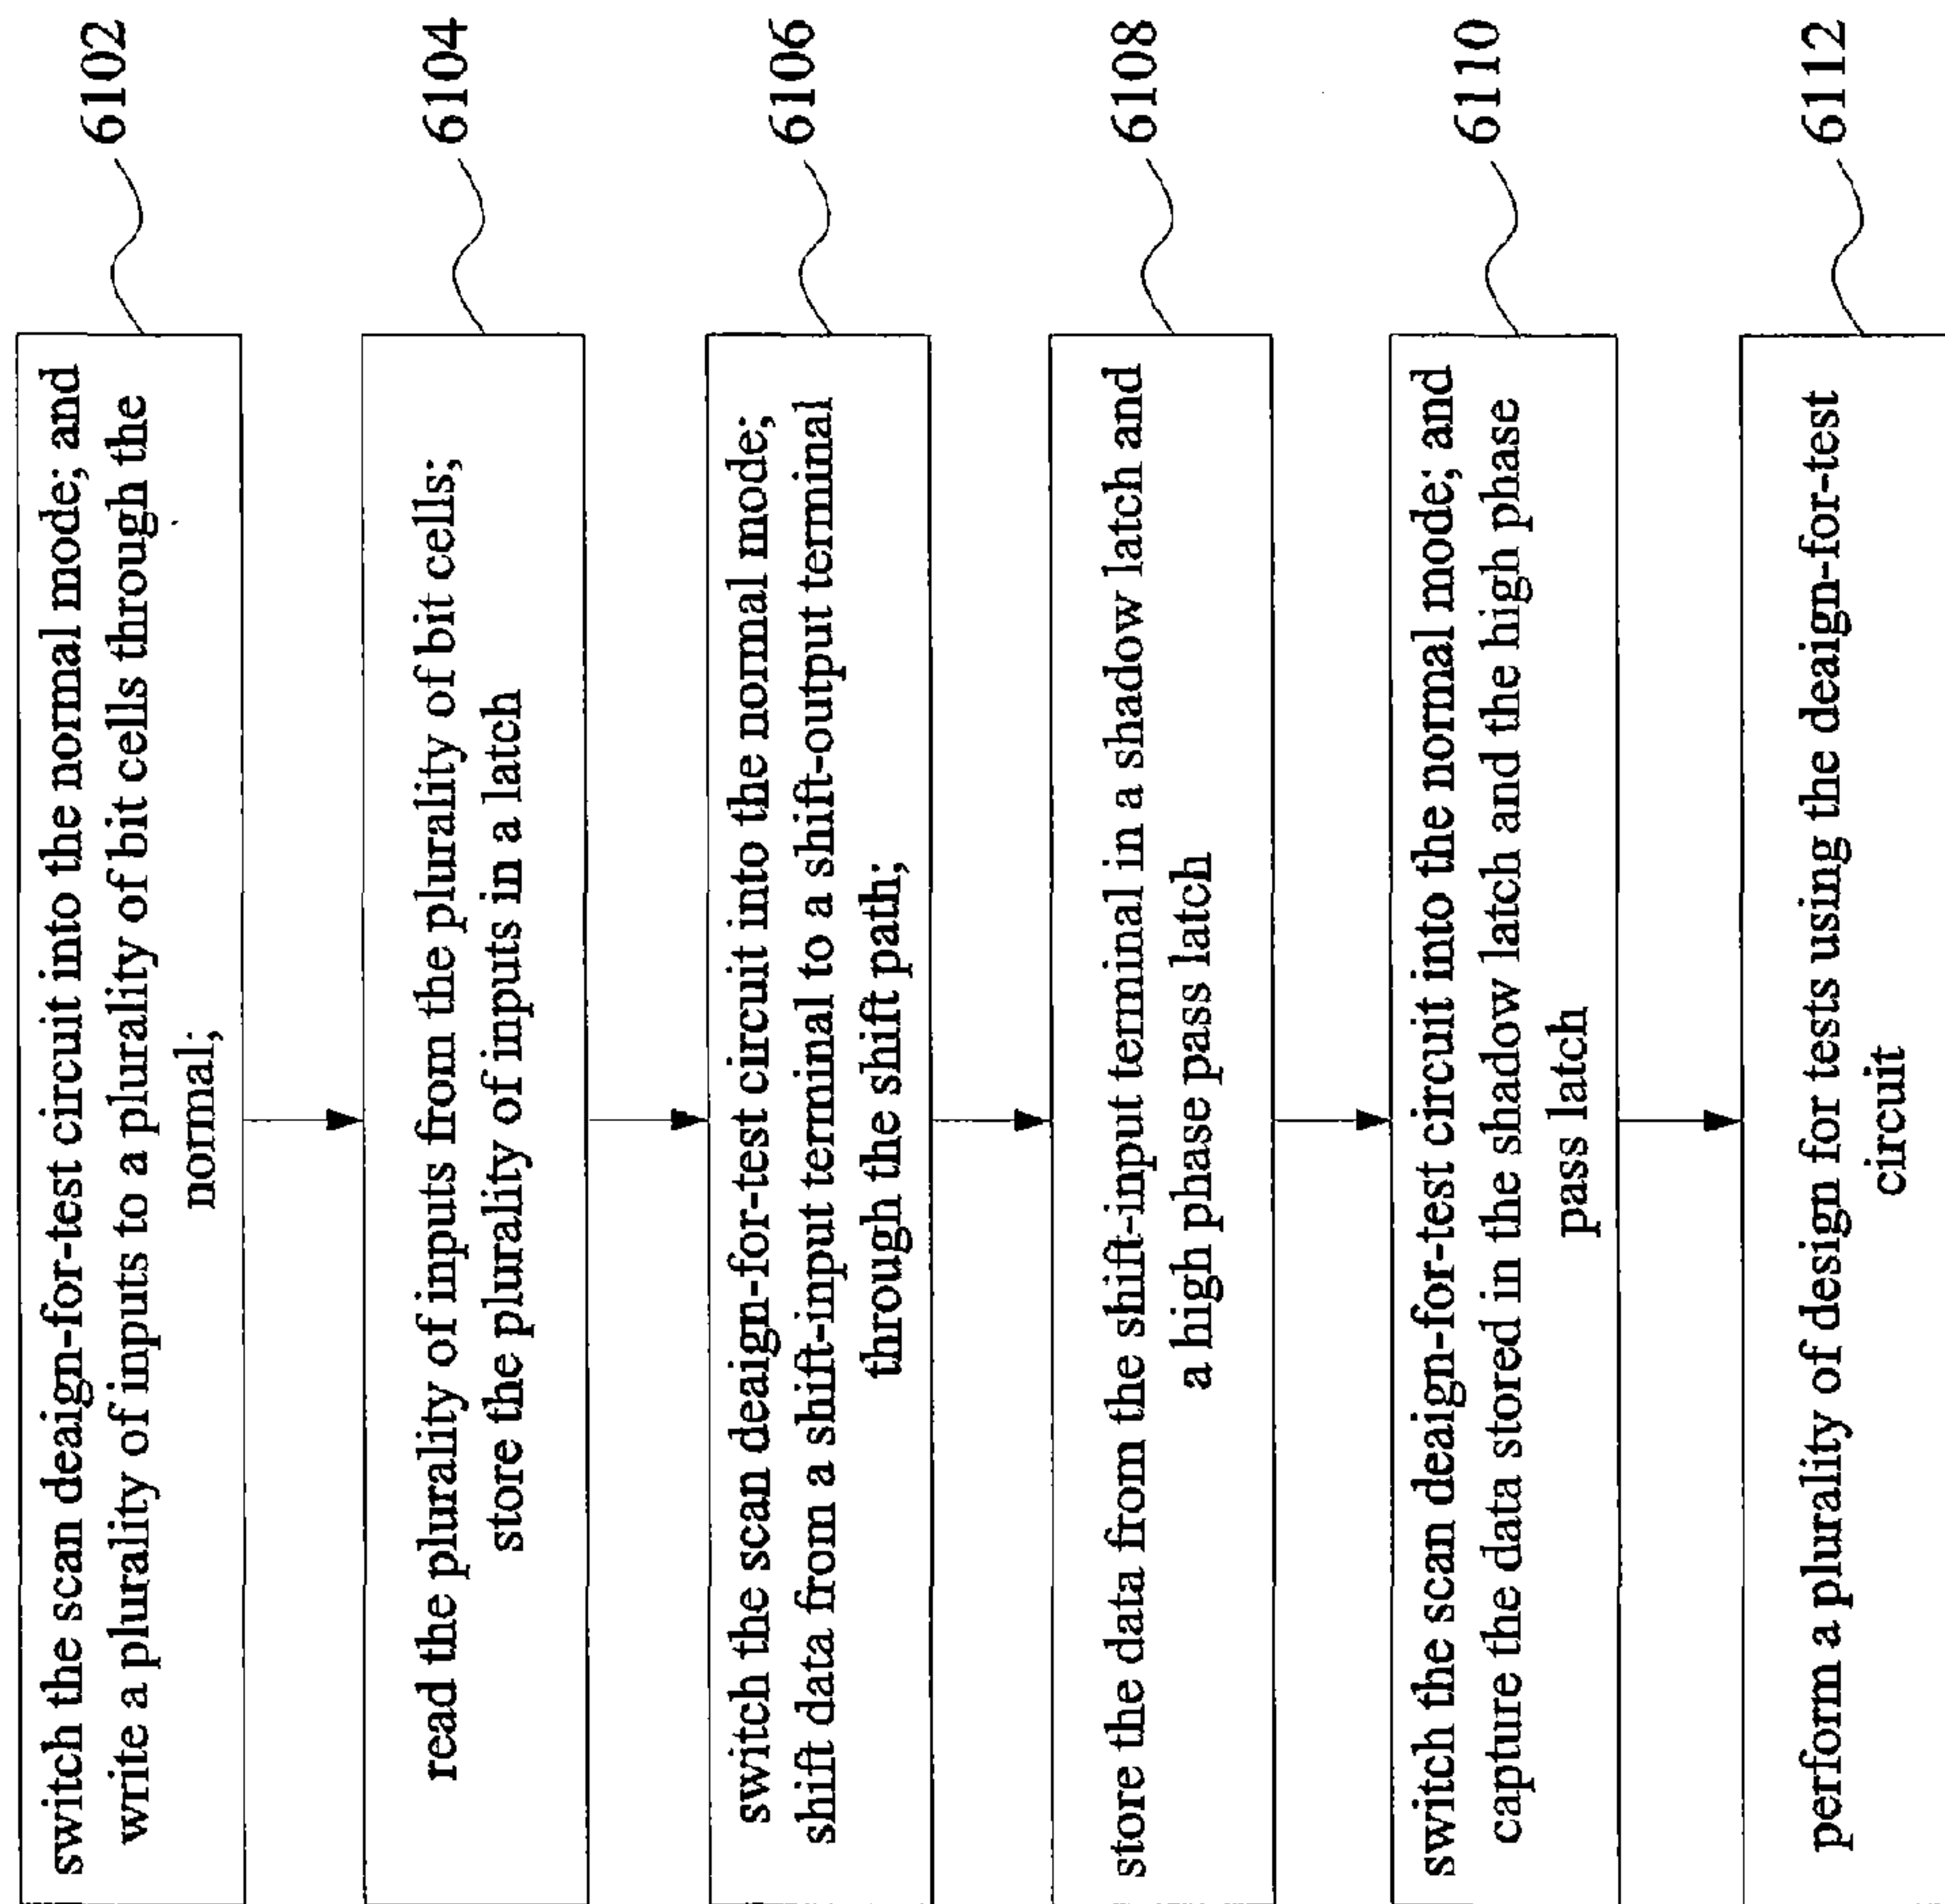 switch the scan deaign-for-test circuit into the normal mode; and
write a plurality of inputs to a plurality of bit cells through the
normal;
6102
read the plurality of inputs from the plurality of bit cells;
store the plurality of inputs in a latch
6104
switch the scan deaign-for-test circuit into the normal mode;
shift data from a shift-input terminal to a shift-output terminal
through the shift path;
6106
store the data from the shift-input terminal in a shadow latch and
a high phase pass latch
6108
switch the scan deaign-for-test circuit into the normal mode; and
capture the data stored in the shadow latch and the high phase
pass latch
6110
perform a plurality of design for tests using the deaign-for-test
circuit
6112